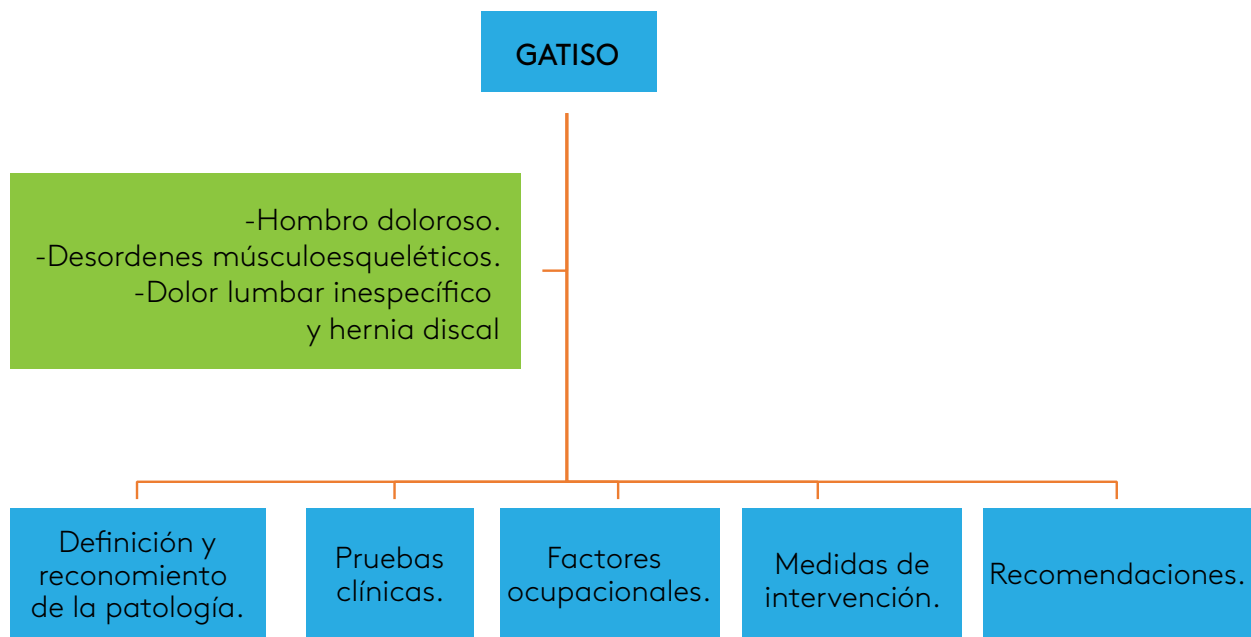 GATISO
-Hombro doloroso.
-Desordenes músculoesqueléticos.
-Dolor lumbar inespecífico
y hernia discal
Definición y
reconomiento
de la patología.
Pruebas
clínicas.
Factores
ocupacionales.
Medidas de
intervención.
Recomendaciones.